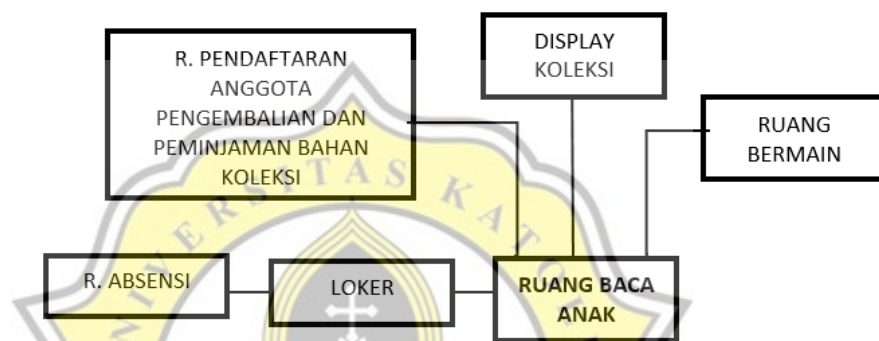 R. PENDAFTARAN
ANGGOTA
PENGEMBALIAN DAN
PEMINJAMAN BAHAN
KOLEKSI
DISPLAY
KOLEKSI
RUANG
BERMAIN
R. ABSENSI
LOKER
RUANG BACA
ANAK